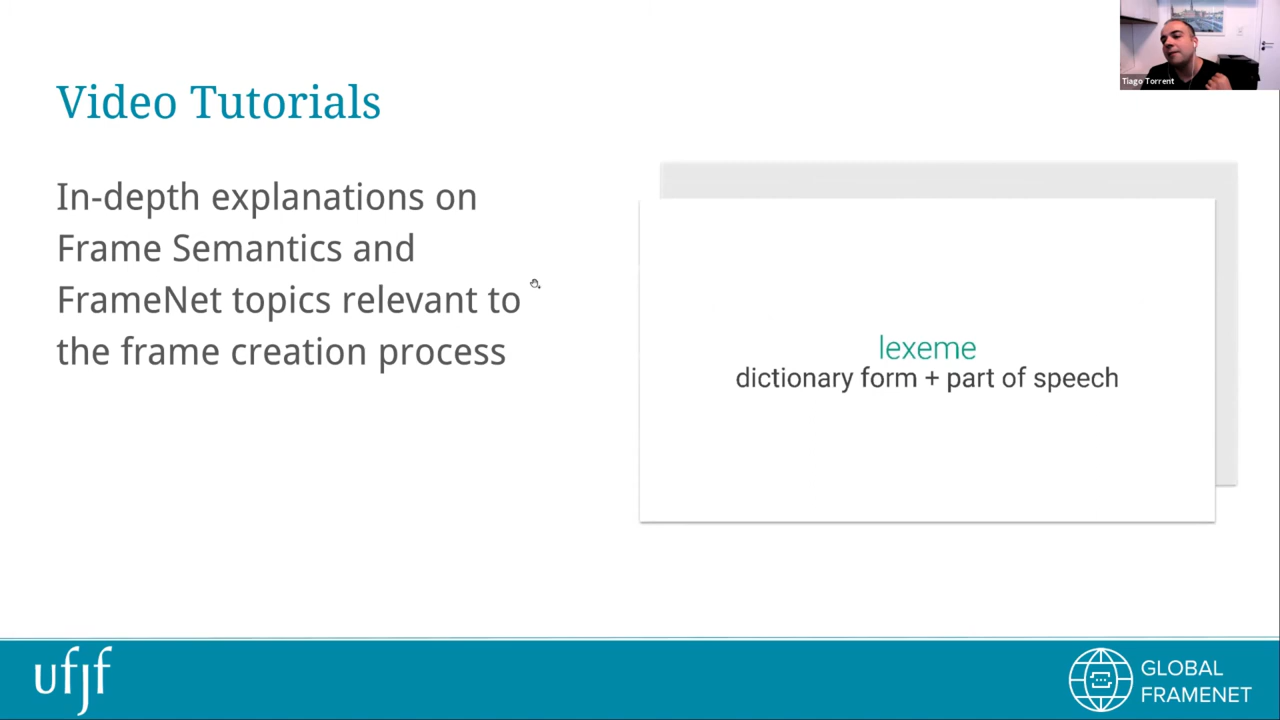 Tiago Torrent
Video Tutorials
In-depth explanations on
Frame Semantics and
FrameNet topics relevant to
the frame creation process
lexeme
dictionary form + part of speech
ufjf
GLOBAL
FRAMENET